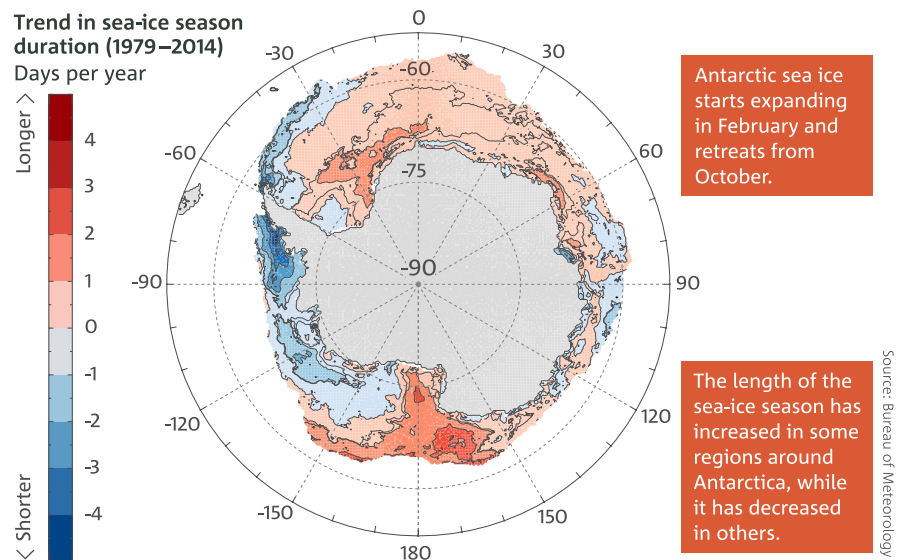 Trend in sea-ice season
duration (1979–2014)
Days per year
Longer >
4
3
2
1
0
-1
-2
-3
-4
< Shorter
0
30
60
90
120
150
180
-150
-120
-90
-60
-30
-60
-75
-90
Antarctic sea ice
starts expanding
in February and
retreats from
October.
The length of the
sea-ice season has
increased in some
regions around
Antarctica, while
it has decreased
in others.
Source: Bureau of Meteorology